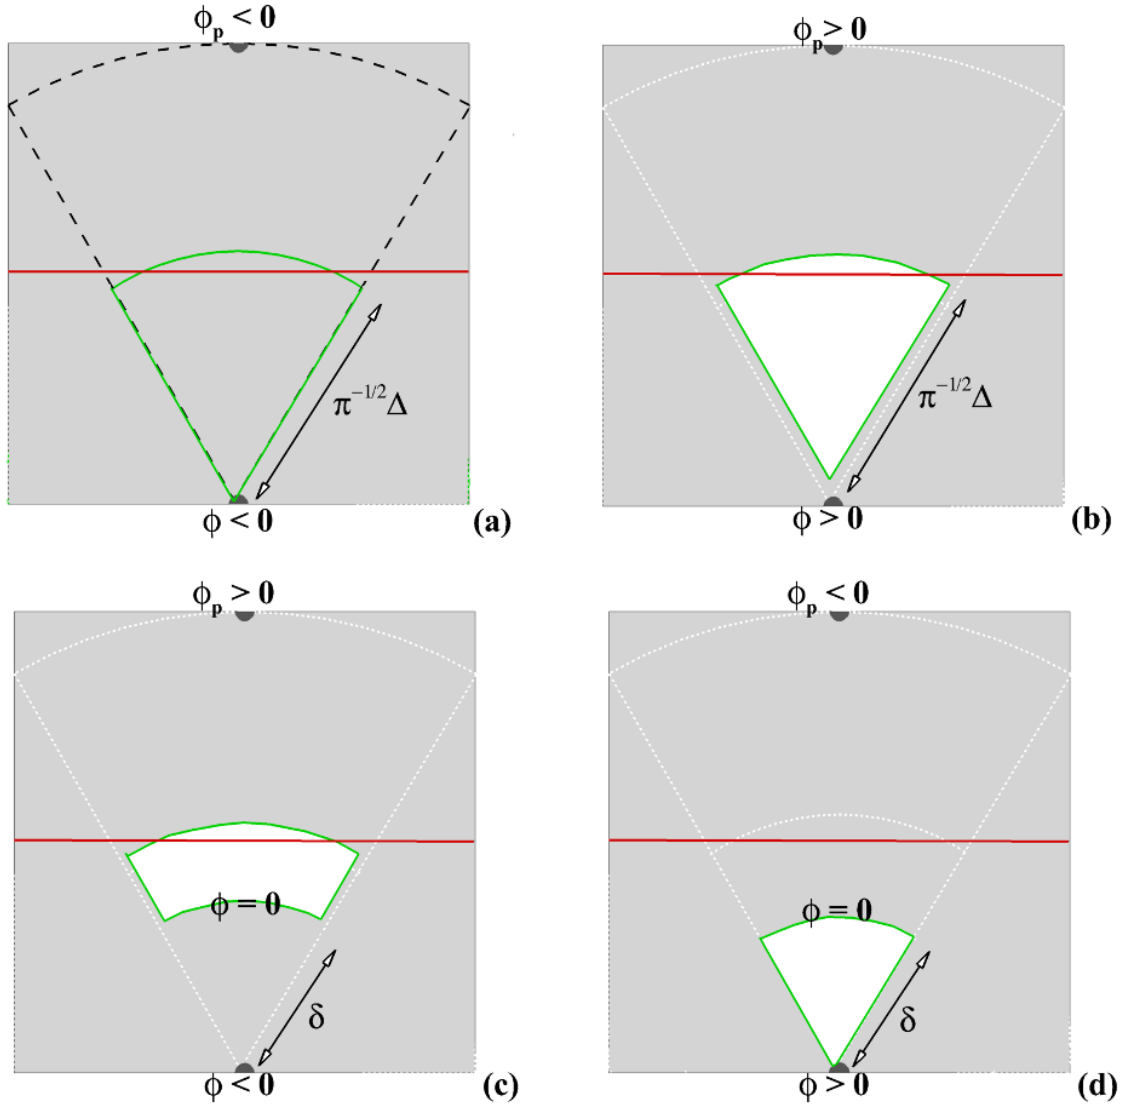 ϕₚ < 0
π⁻¹/²Δ
ϕ < 0
(a)
ϕₚ > 0
π⁻¹/²Δ
ϕ > 0
(b)
ϕₚ > 0
ϕ = 0
δ
ϕ < 0
(c)
ϕₚ < 0
ϕ = 0
δ
ϕ > 0
(d)